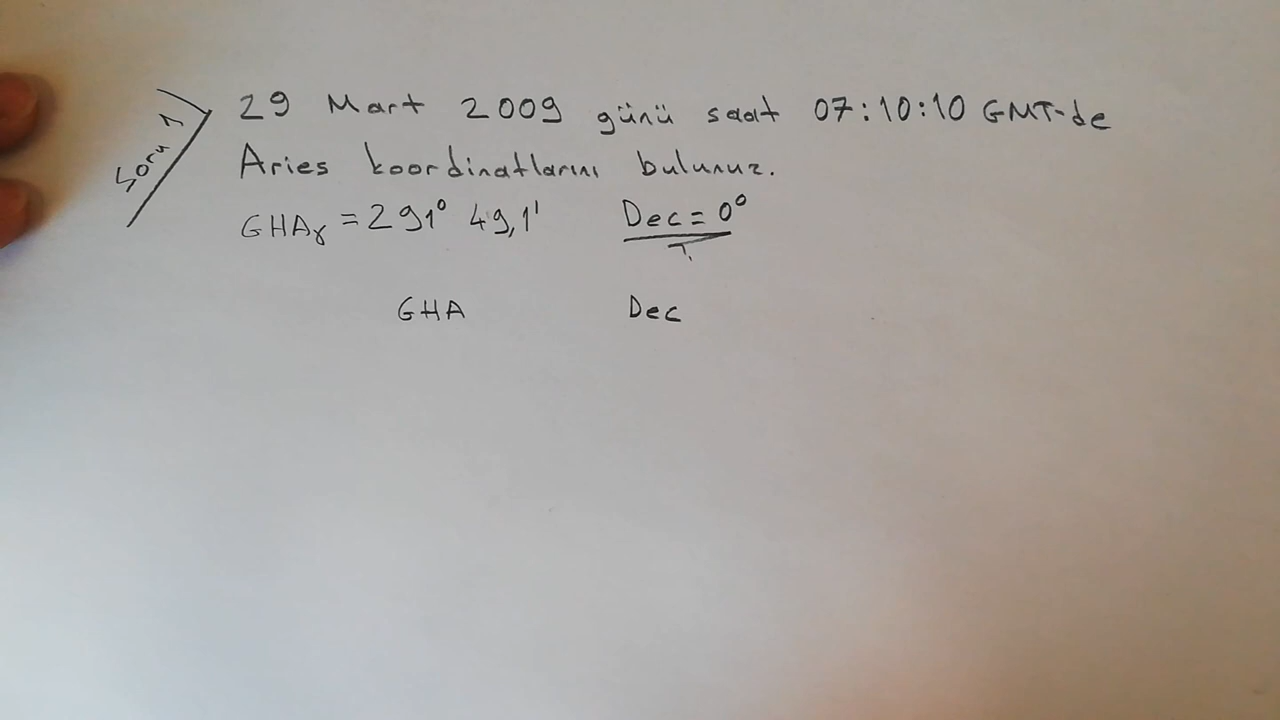 Soru 1
29 Mart 2009 günü saat 07:10:10 GMT-de
Aries koordinatlarını bulunuz.
GHAɤ = 291° 49,1' Dec = 0°
T.
GHA Dec